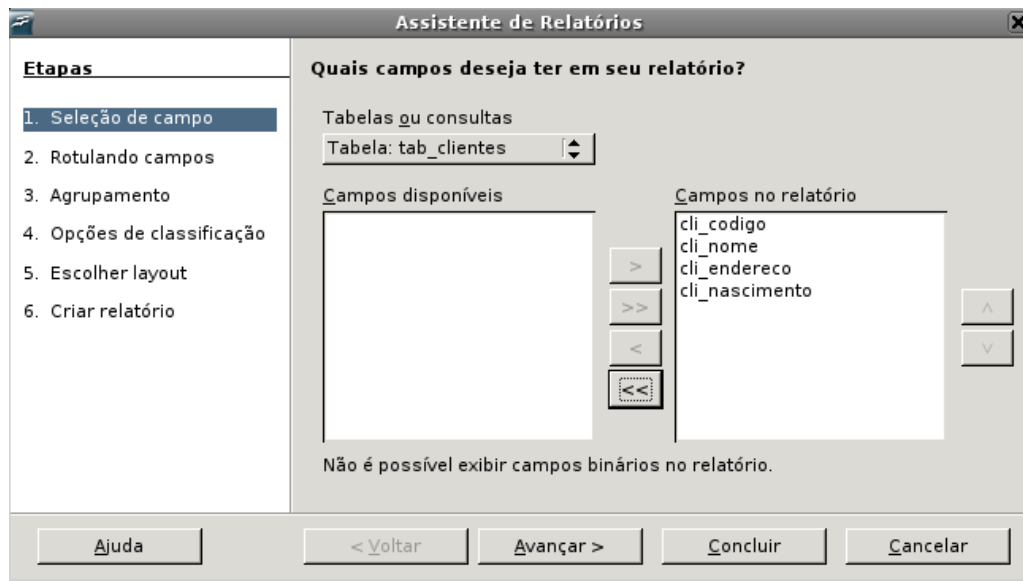 Assistente de Relatórios
Etapas
1. Seleção de campo
2. Rotulando campos
3. Agrupamento
4. Opções de classificação
5. Escolher layout
6. Criar relatório
Quais campos deseja ter em seu relatório?
Tabelas ou consultas
Tabela: tab_clientes
Campos disponíveis
>
>>
<
<<
Campos no relatório
cli_codigo
cli_nome
cli_endereco
cli_nascimento
Não é possível exibir campos binários no relatório.
Ajuda
< Voltar
Avançar >
Concluir
Cancelar